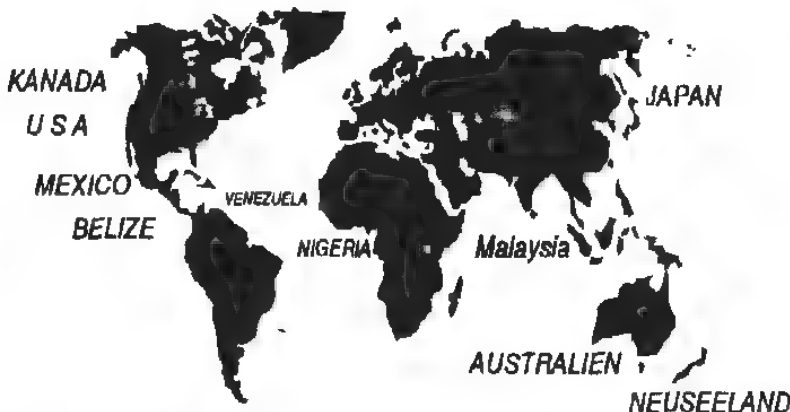 KANADA
JAPAN
USA
MEXICO
VENEZUELA
BELIZE
NIGERIA
Malaysia
AUSTRALIEN
NEUSEELAND